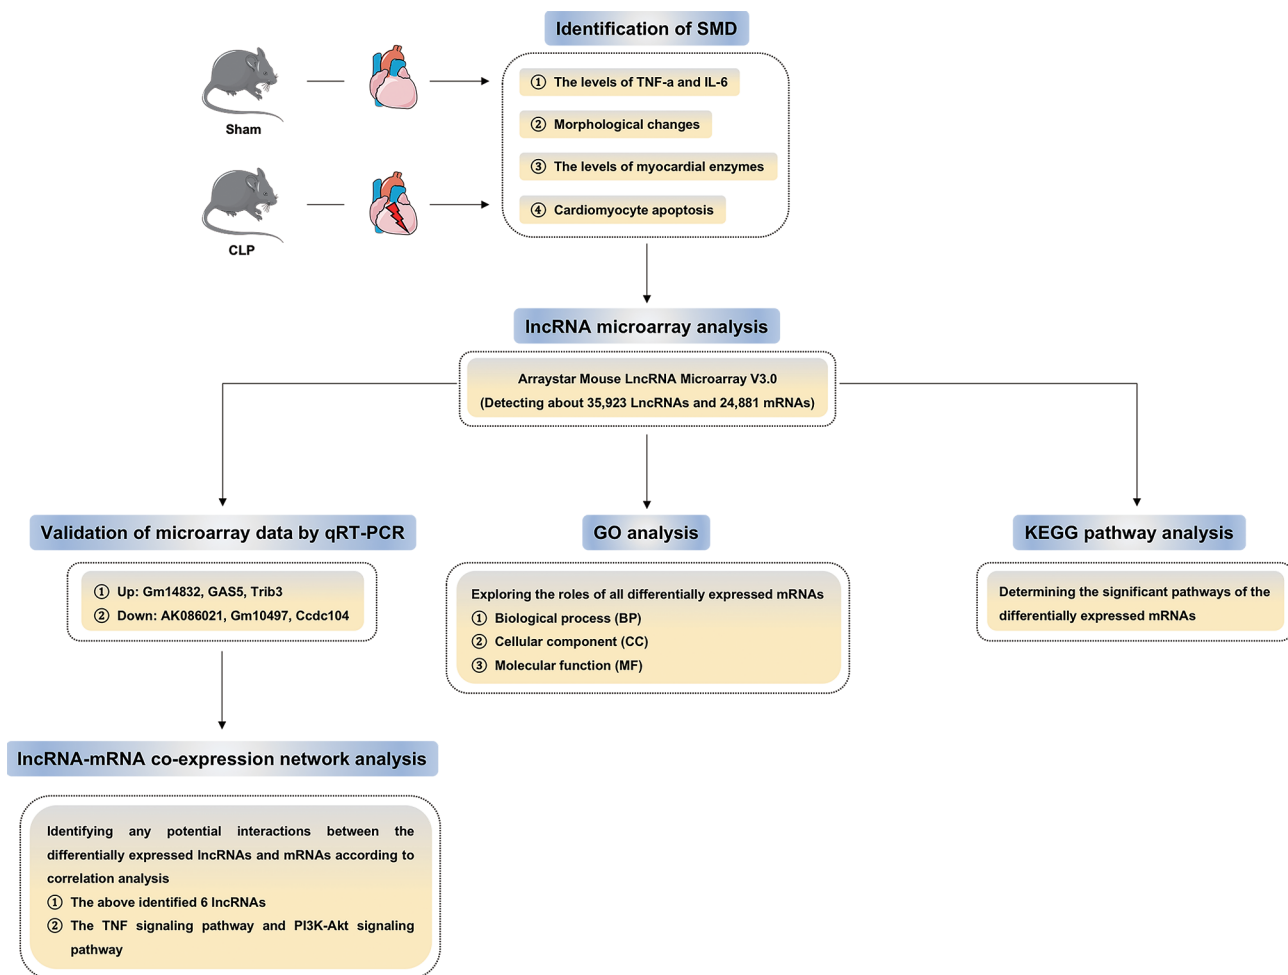 Identification of SMD
① The levels of TNF-a and IL-6
② Morphological changes
③ The levels of myocardial enzymes
④ Cardiomyocyte apoptosis
Sham
CLP
lncRNA microarray analysis
Arraystar Mouse LncRNA Microarray V3.0
(Detecting about 35,923 LncRNAs and 24,881 mRNAs)
Validation of microarray data by qRT-PCR
① Up: Gm14832, GAS5, Trib3
② Down: AK086021, Gm10497, Ccdc104
GO analysis
Exploring the roles of all differentially expressed mRNAs
① Biological process (BP)
② Cellular component (CC)
③ Molecular function (MF)
KEGG pathway analysis
Determining the significant pathways of the
differentially expressed mRNAs
lncRNA-mRNA co-expression network analysis
Identifying any potential interactions between the
differentially expressed lncRNAs and mRNAs according to
correlation analysis
① The above identified 6 lncRNAs
② The TNF signaling pathway and PI3K-Akt signaling
pathway